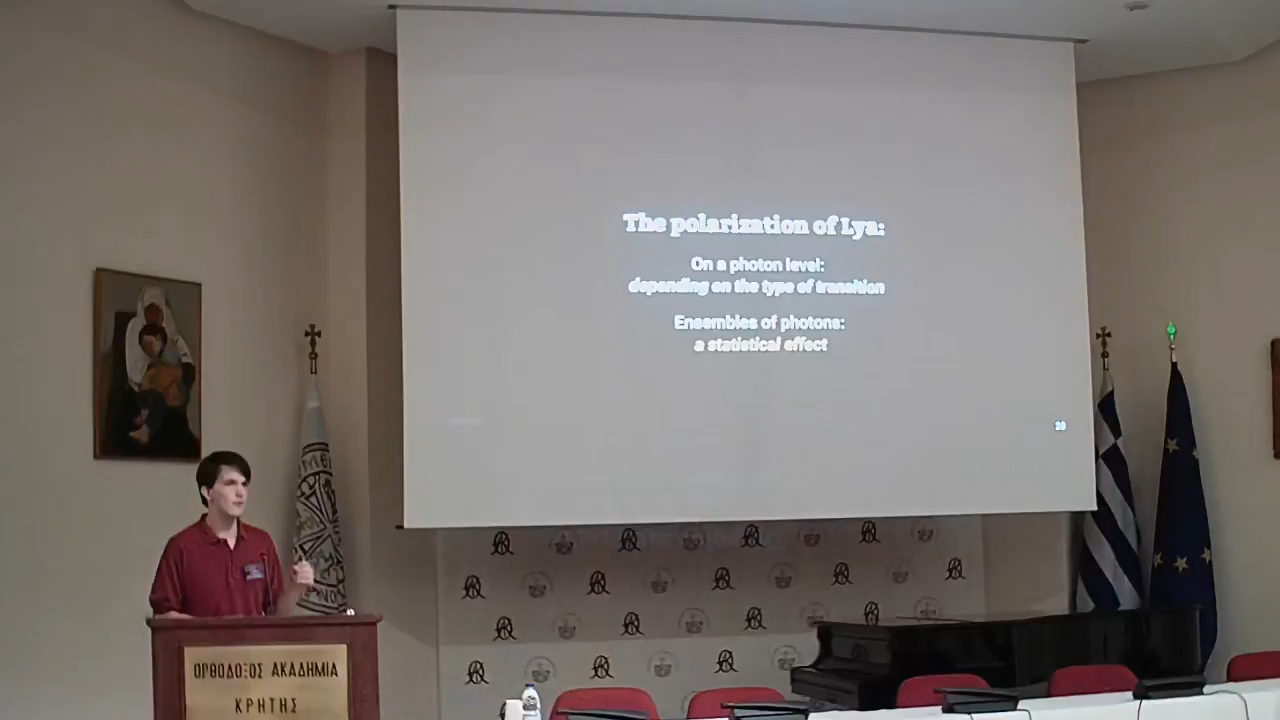 The polarization of Lyα:
On a photon level:
depending on the type of transition
Ensembles of photons:
a statistical effect
20
ΟΡΘΟΔΟΞΟΣ ΑΚΑΔΗΜΙΑ
ΚΡΗΤΗΣ